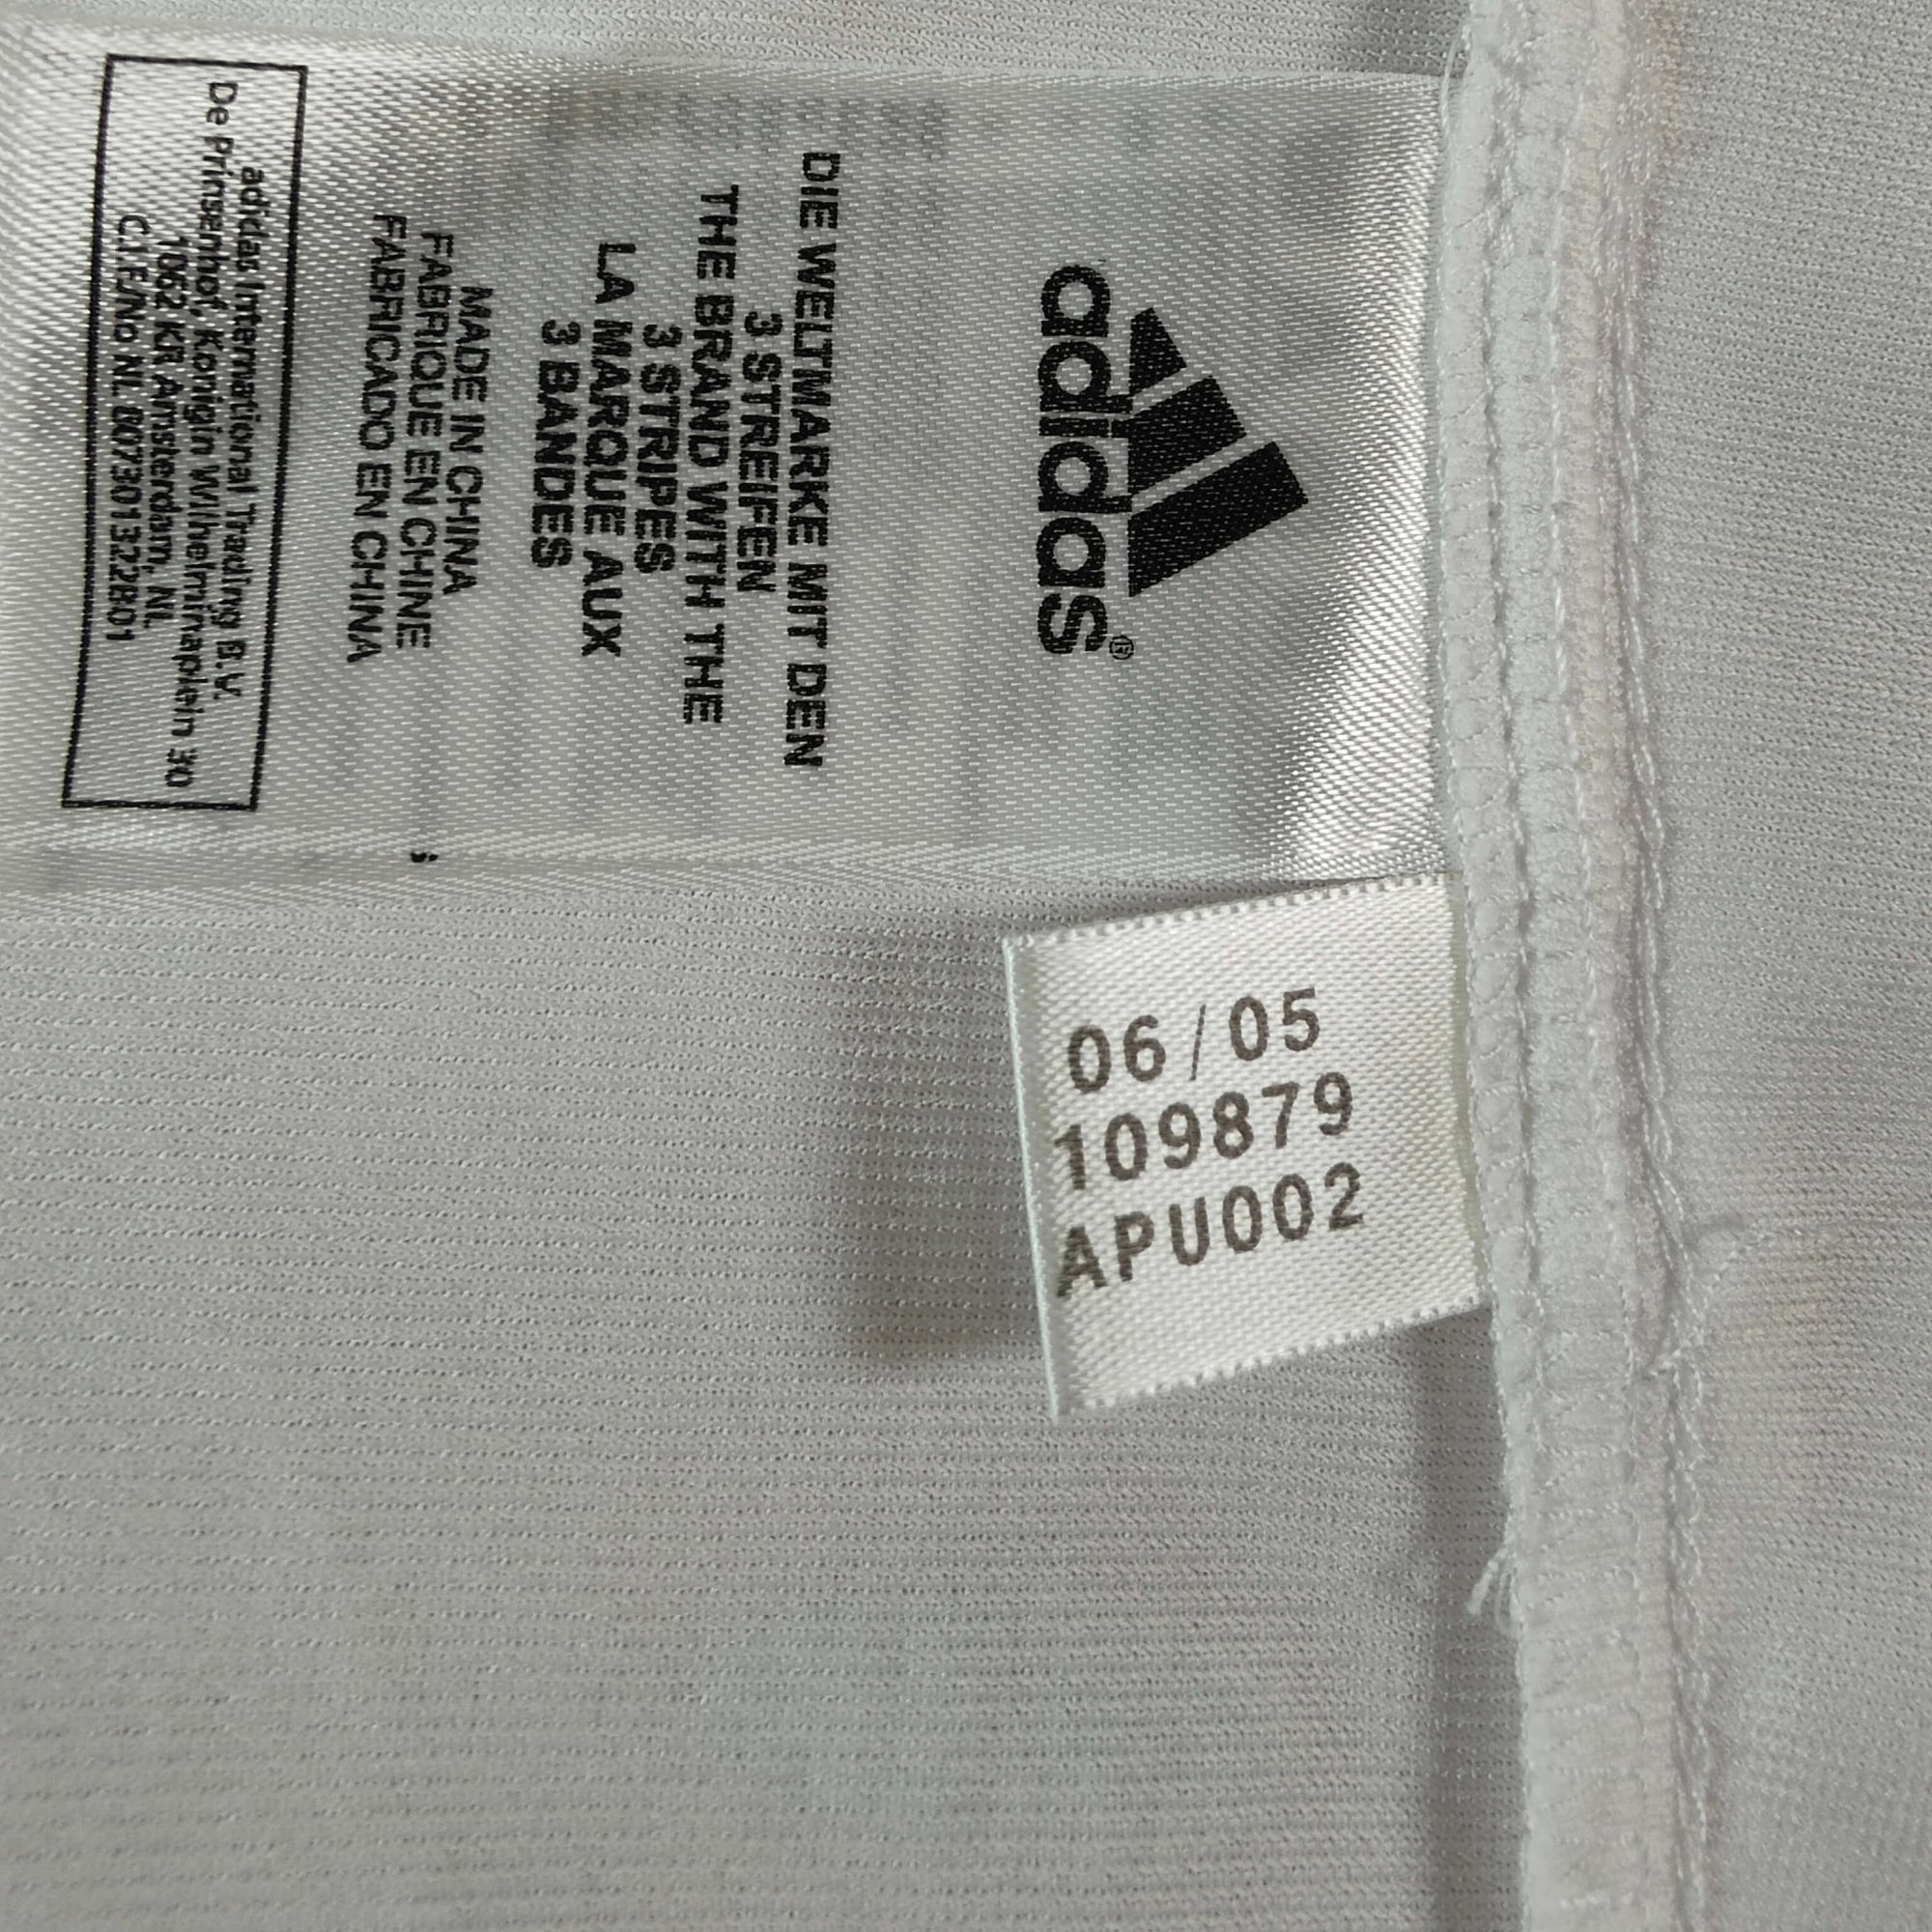 adidas®
DIE WELTMARKE MIT DEN
3 STREIFEN
THE BRAND WITH THE
3 STRIPES
LA MARQUE AUX
3 BANDES
MADE IN CHINA
FABRIQUE EN CHINE
FABRICADO EN CHINA
adidas International Trading B.V.
De Prinsenhof, Konigin Wilhelminaplein 30
1062 KR Amsterdam, NL
C.I.F/No NL 807301322B01
06/05
109879
APU002